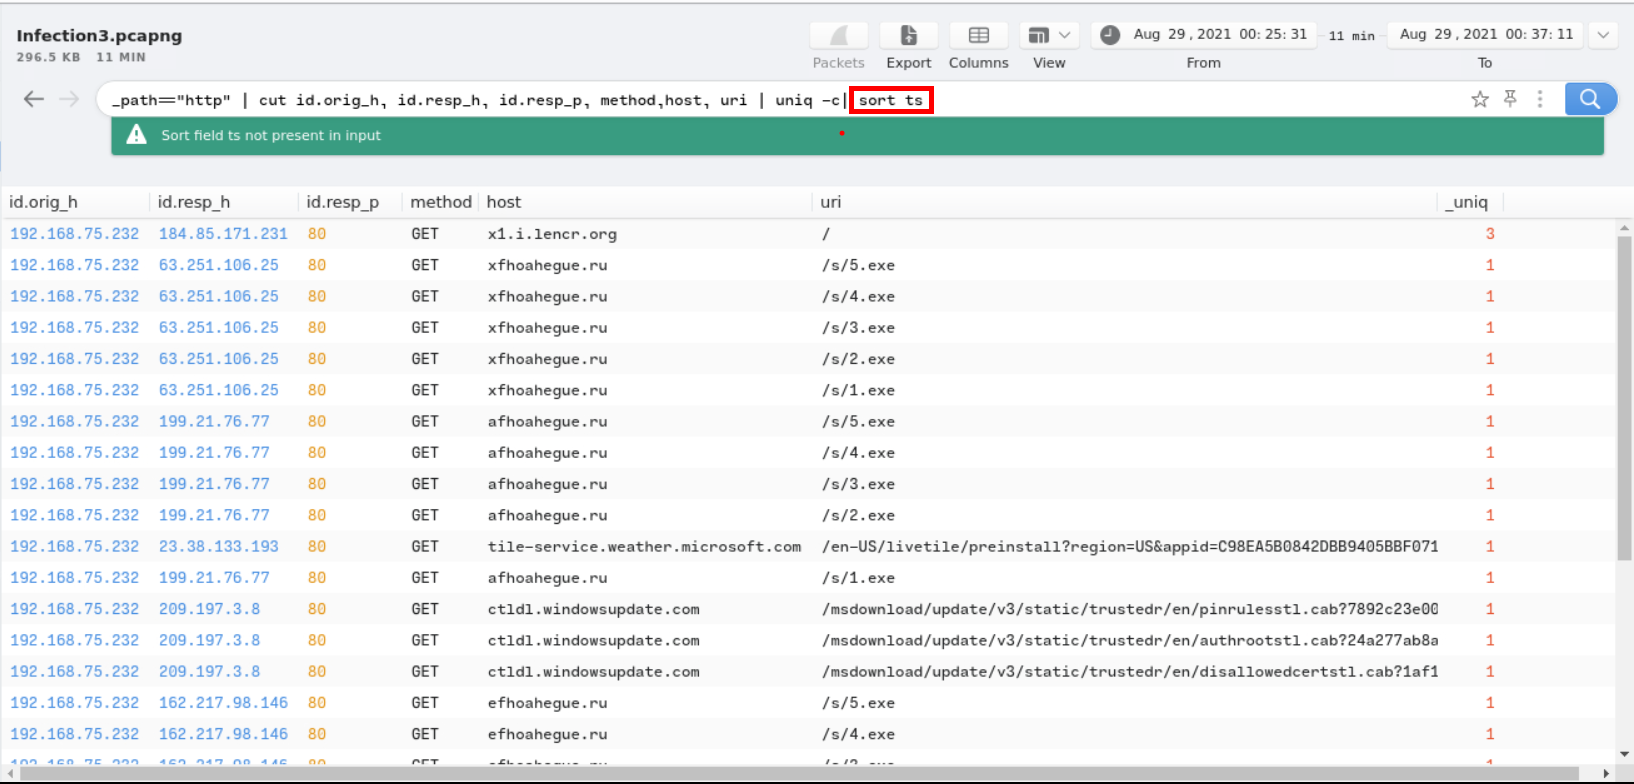 Infection3.pcapng
296.5 KB 11 MIN
Packets Export Columns View
Aug 29 , 2021 00: 25: 31 11 min Aug 29 , 2021 00: 37: 11
From To
_path=="http" | cut id.orig_h, id.resp_h, id.resp_p, method,host, uri | uniq -c| sort ts
Sort field ts not present in input
id.orig_h id.resp_h id.resp_p method host uri _uniq
192.168.75.232 184.85.171.231 80 GET x1.i.lencr.org / 3
192.168.75.232 63.251.106.25 80 GET xfhoahegue.ru /s/5.exe 1
192.168.75.232 63.251.106.25 80 GET xfhoahegue.ru /s/4.exe 1
192.168.75.232 63.251.106.25 80 GET xfhoahegue.ru /s/3.exe 1
192.168.75.232 63.251.106.25 80 GET xfhoahegue.ru /s/2.exe 1
192.168.75.232 63.251.106.25 80 GET xfhoahegue.ru /s/1.exe 1
192.168.75.232 199.21.76.77 80 GET afhoahegue.ru /s/5.exe 1
192.168.75.232 199.21.76.77 80 GET afhoahegue.ru /s/4.exe 1
192.168.75.232 199.21.76.77 80 GET afhoahegue.ru /s/3.exe 1
192.168.75.232 199.21.76.77 80 GET afhoahegue.ru /s/2.exe 1
192.168.75.232 23.38.133.193 80 GET tile-service.weather.microsoft.com /en-US/livetile/preinstall?region=US&appid=C98EA5B0842DBB9405BBF071 1
192.168.75.232 199.21.76.77 80 GET afhoahegue.ru /s/1.exe 1
192.168.75.232 209.197.3.8 80 GET ctldl.windowsupdate.com /msdownload/update/v3/static/trustedr/en/pinrulesstl.cab?7892c23e00 1
192.168.75.232 209.197.3.8 80 GET ctldl.windowsupdate.com /msdownload/update/v3/static/trustedr/en/authrootstl.cab?24a277ab8a 1
192.168.75.232 209.197.3.8 80 GET ctldl.windowsupdate.com /msdownload/update/v3/static/trustedr/en/disallowedcertstl.cab?1af1 1
192.168.75.232 162.217.98.146 80 GET efhoahegue.ru /s/5.exe 1
192.168.75.232 162.217.98.146 80 GET efhoahegue.ru /s/4.exe 1